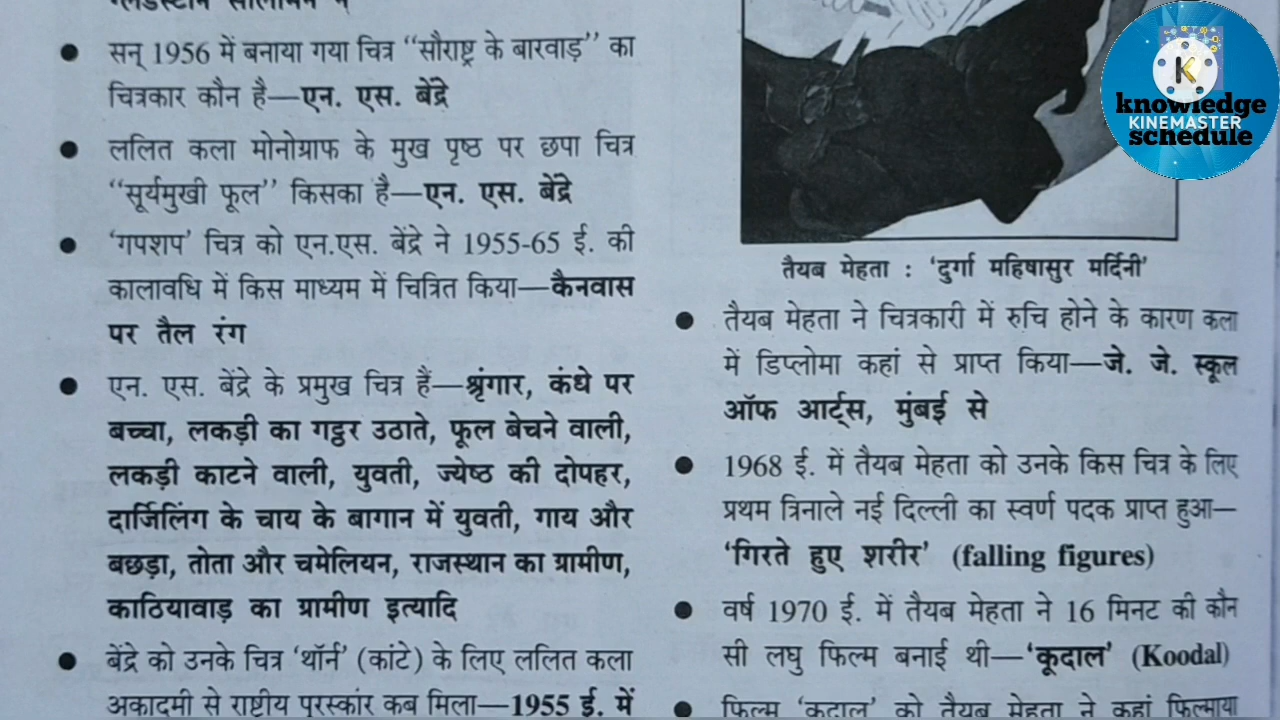 सन् 1956 में बनाया गया चित्र “सौराष्ट्र के बारवाड़” का
चित्रकार कौन है—एन. एस. बेंद्रे
ललित कला मोनोग्राफ के मुख पृष्ठ पर छपा चित्र
“सूर्यमुखी फूल” किसका है—एन. एस. बेंद्रे
‘गपशप’ चित्र को एन.एस. बेंद्रे ने 1955-65 ई. की
कालावधि में किस माध्यम में चित्रित किया—कैनवास
पर तैल रंग
एन. एस. बेंद्रे के प्रमुख चित्र हैं—श्रृंगार, कंधे पर
बच्चा, लकड़ी का गट्ठर उठाते, फूल बेचने वाली,
लकड़ी काटने वाली, युवती, ज्येष्ठ की दोपहर,
दार्जिलिंग के चाय के बागान में युवती, गाय और
बछड़ा, तोता और चमेलियन, राजस्थान का ग्रामीण,
काठियावाड़ का ग्रामीण इत्यादि
बेंद्रे को उनके चित्र ‘थॉर्न’ (कांटे) के लिए ललित कला
अकादमी से राष्ट्रीय पुरस्कार कब मिला—1955 ई. में
तैयब मेहता : ‘दुर्गा महिषासुर मर्दिनी’
तैयब मेहता ने चित्रकारी में रुचि होने के कारण कला
में डिप्लोमा कहां से प्राप्त किया—जे. जे. स्कूल
ऑफ आर्ट्स, मुंबई से
1968 ई. में तैयब मेहता को उनके किस चित्र के लिए
प्रथम त्रिनाले नई दिल्ली का स्वर्ण पदक प्राप्त हुआ—
‘गिरते हुए शरीर’ (falling figures)
वर्ष 1970 ई. में तैयब मेहता ने 16 मिनट की कौन
सी लघु फिल्म बनाई थी—‘कूदाल’ (Koodal)
फिल्म ‘कूदाल’ को तैयब मेहता ने कहां फिल्माया
knowledge
KINEMASTER
schedule